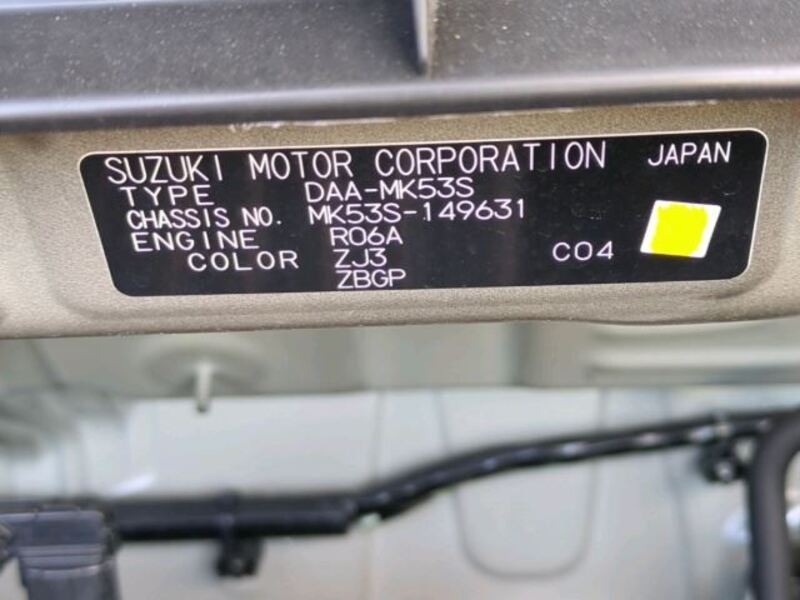 SUZUKI MOTOR CORPORATION JAPAN
TYPE DAA-MK53S
CHASSIS NO. MK53S-149631
ENGINE R06A
COLOR ZJ3 C04
ZBGP